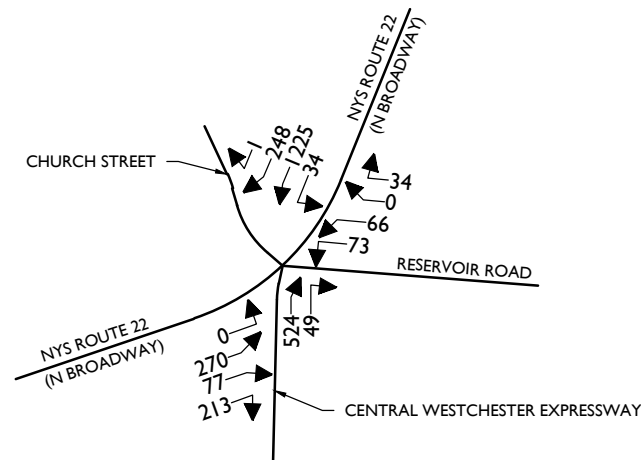 NYS ROUTE 22
(N BROADWAY)
CHURCH STREET
1
248
1225
34
34
0
66
73
RESERVOIR ROAD
524
49
NYS ROUTE 22
(N BROADWAY)
0
270
77
213
CENTRAL WESTCHESTER EXPRESSWAY